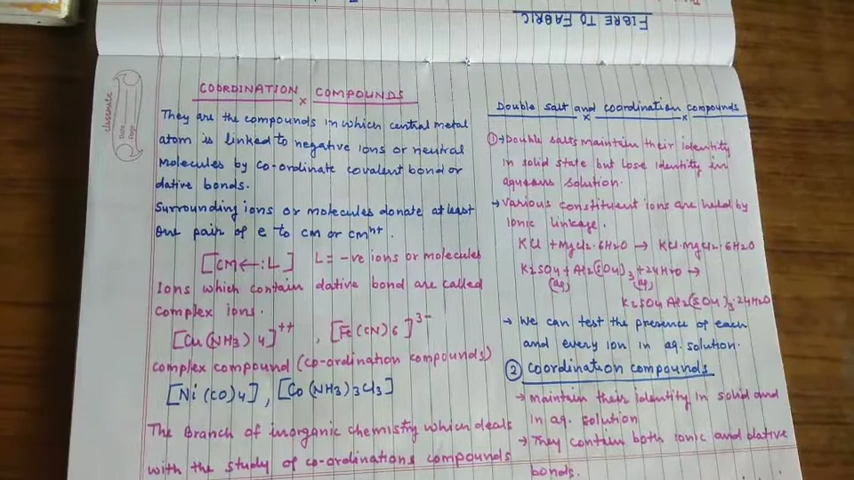 FIBRE TO FABRIC
classmate
Date
Page
COORDINATION COMPOUNDS
They are the compounds in which central metal
atom is linked to negative ions or neutral
molecules by co-ordinate covalent bond or
dative bonds.
Surrounding ions or molecules donate atleast
one pair of e to CM or CMⁿ⁺.
[CM←:L] L = -ve ions or molecules
Ions which contain dative bond are called
complex ions.
[Cu(NH3)4]⁺⁺ , [Fe(CN)6]³⁻
complex compound (co-ordination compounds)
[Ni(CO)4], [Co(NH3)3Cl3]
The Branch of inorganic chemistry which deals
with the study of co-ordinations compounds
Double salt and coordination compounds
① → Double salts maintain their identity
in solid state but lose identity in
aqueous solution.
→ Various constituent ions are held by
ionic linkage.
KCl + MgCl2·6H2O → KCl·MgCl2·6H2O
K2SO4 + Al2(SO4)3 + 24H2O →
(aq) (aq)
K2SO4 Al2(SO4)3·24H2O
→ We can test the presence of each
and every ion in aq. solution.
② Coordination compounds
→ maintain their identity in solid and
in aq. solution
→ They contain both ionic and dative
bonds.